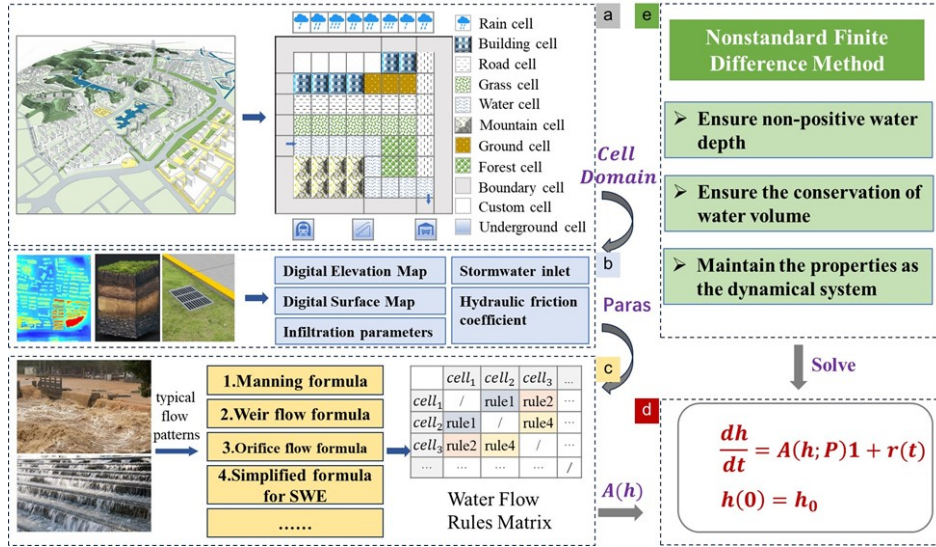 a
Rain cell
Building cell
Road cell
Grass cell
Water cell
Mountain cell
Ground cell
Forest cell
Boundary cell
Custom cell
Underground cell
Cell
Domain
b
Digital Elevation Map
Digital Surface Map
Infiltration parameters
Stormwater inlet
Hydraulic friction
coefficient
Paras
c
typical
flow
patterns
1.Manning formula
2.Weir flow formula
3.Orifice flow formula
4.Simplified formula
for SWE
......
cell₁ cell₂ cell₃ ...
cell₁ / rule1 rule2 ...
cell₂ rule1 / rule4 ...
cell₃ rule2 rule4 / ...
... ... ... /
Water Flow
Rules Matrix
A(h)
e
Nonstandard Finite
Difference Method
➢ Ensure non-positive water
depth
➢ Ensure the conservation of
water volume
➢ Maintain the properties as
the dynamical system
Solve
d
dh/dt = A(h; P)1 + r(t)
h(0) = h₀